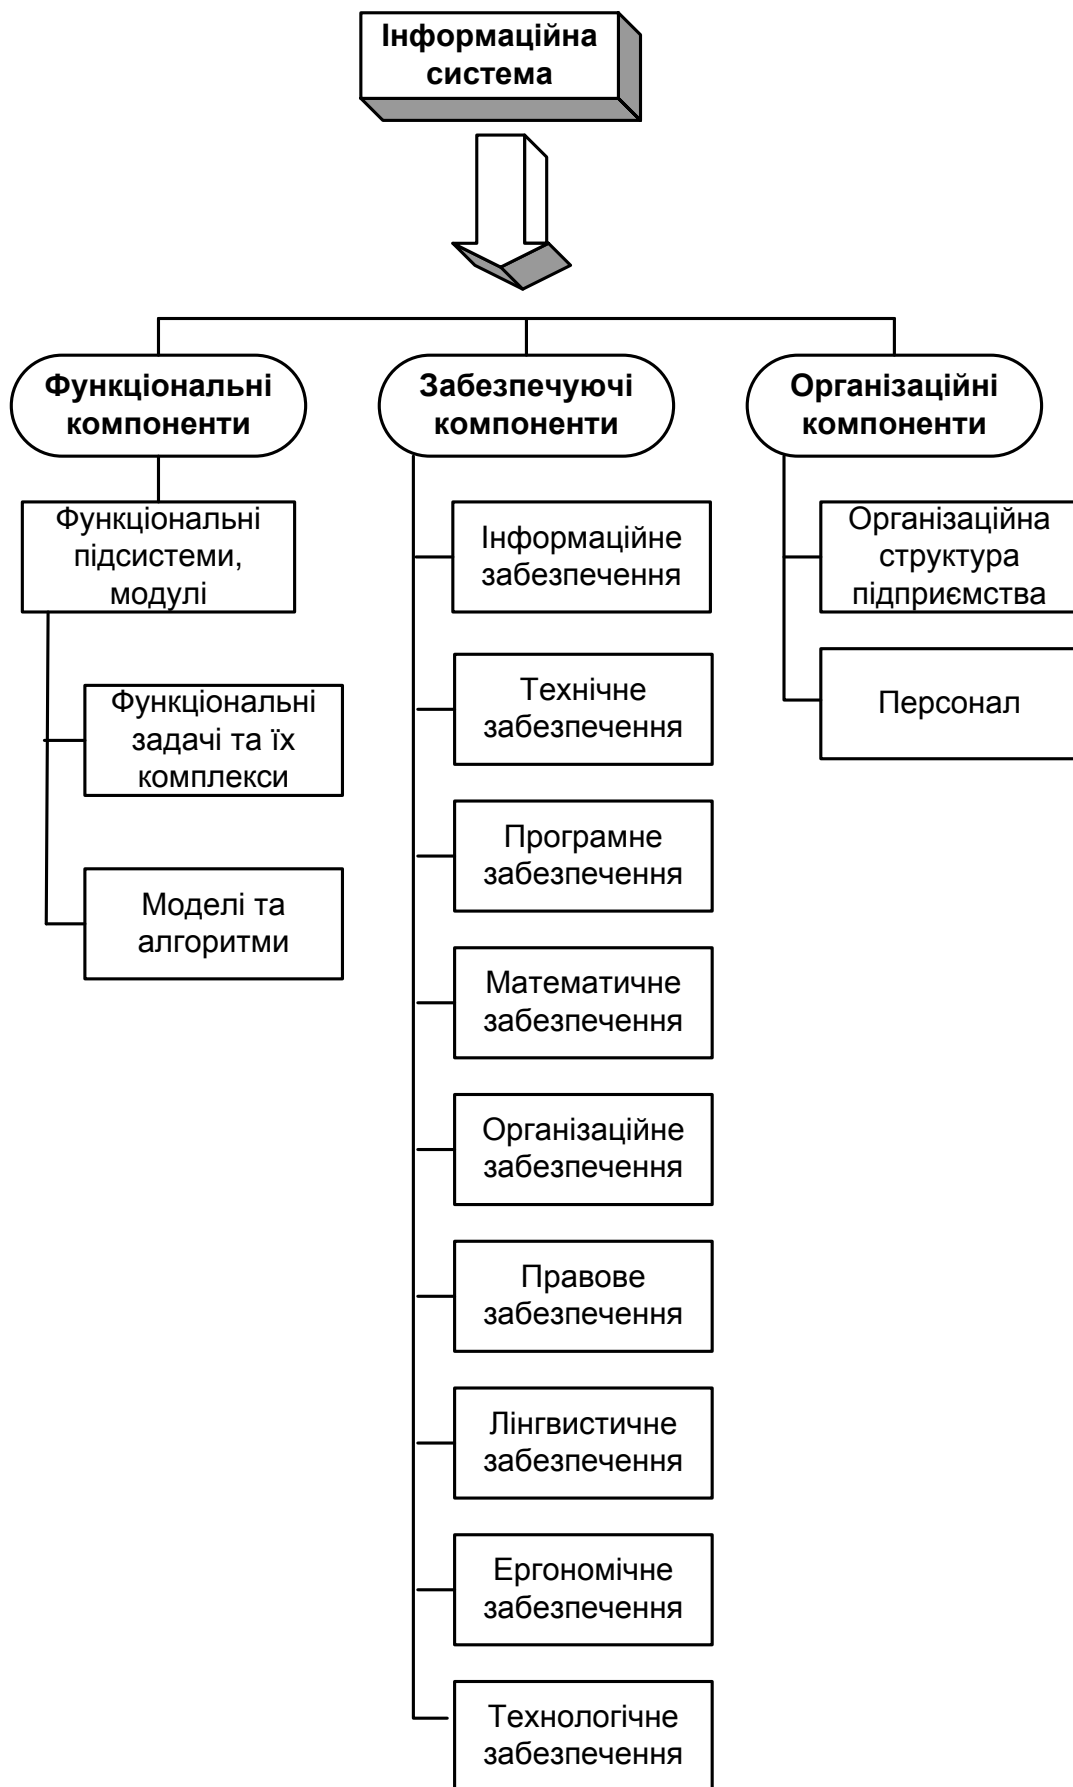 Інформаційна
система
Функціональні
компоненти
Забезпечуючі
компоненти
Організаційні
компоненти
Функціональні
підсистеми,
модулі
Функціональні
задачі та їх
комплекси
Моделі та
алгоритми
Інформаційне
забезпечення
Технічне
забезпечення
Програмне
забезпечення
Математичне
забезпечення
Організаційне
забезпечення
Правове
забезпечення
Лінгвистичне
забезпечення
Ергономічне
забезпечення
Технологічне
забезпечення
Організаційна
структура
підприємства
Персонал